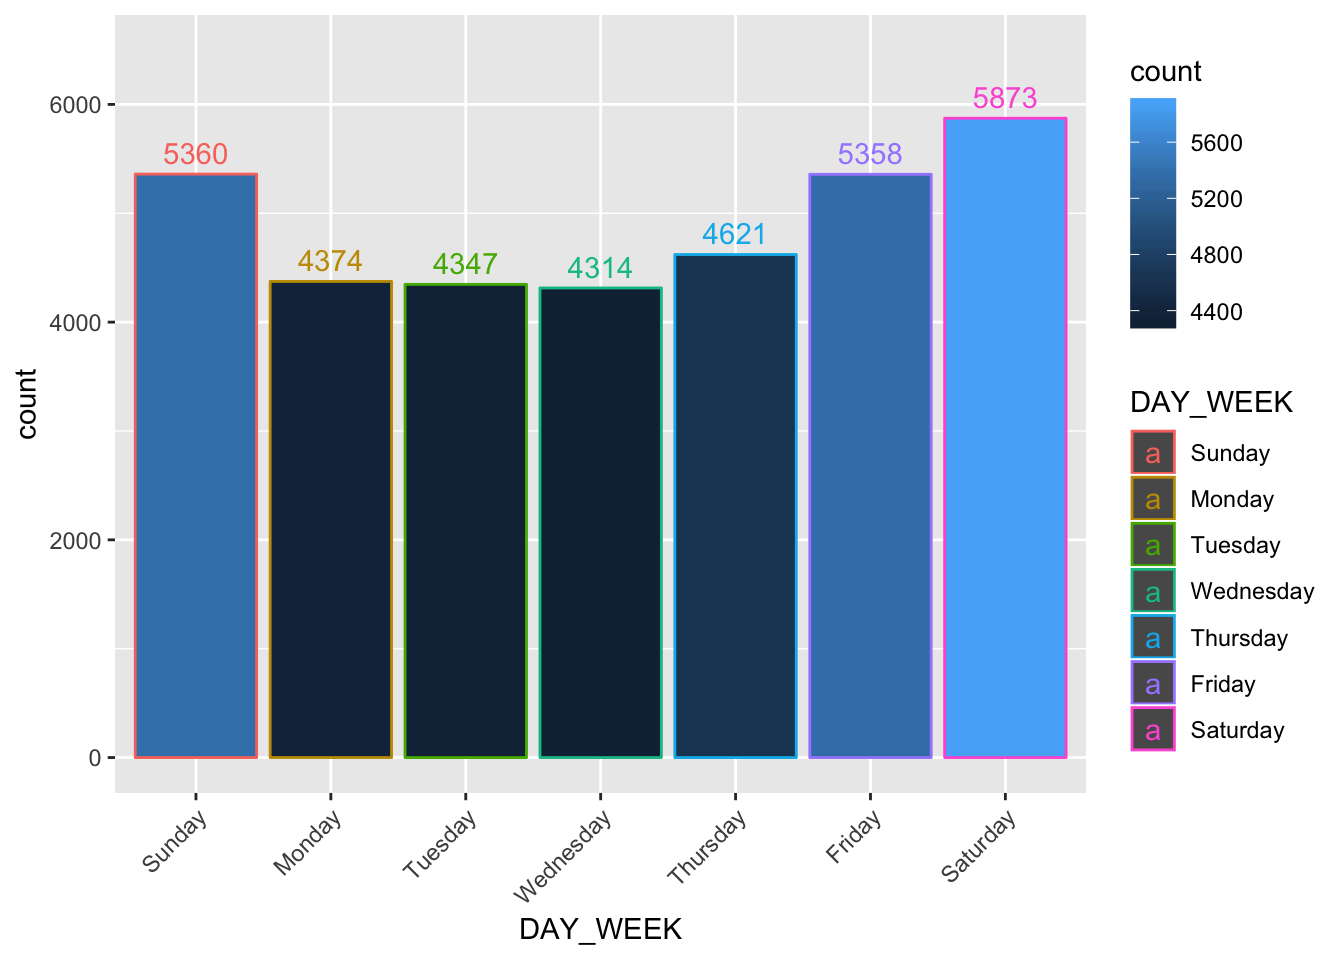 count
6000
4000
2000
0
5360
4374
4347
4314
4621
5358
5873
Sunday
Monday
Tuesday
Wednesday
Thursday
Friday
Saturday
DAY_WEEK
count
5600
5200
4800
4400
DAY_WEEK
a Sunday
a Monday
a Tuesday
a Wednesday
a Thursday
a Friday
a Saturday